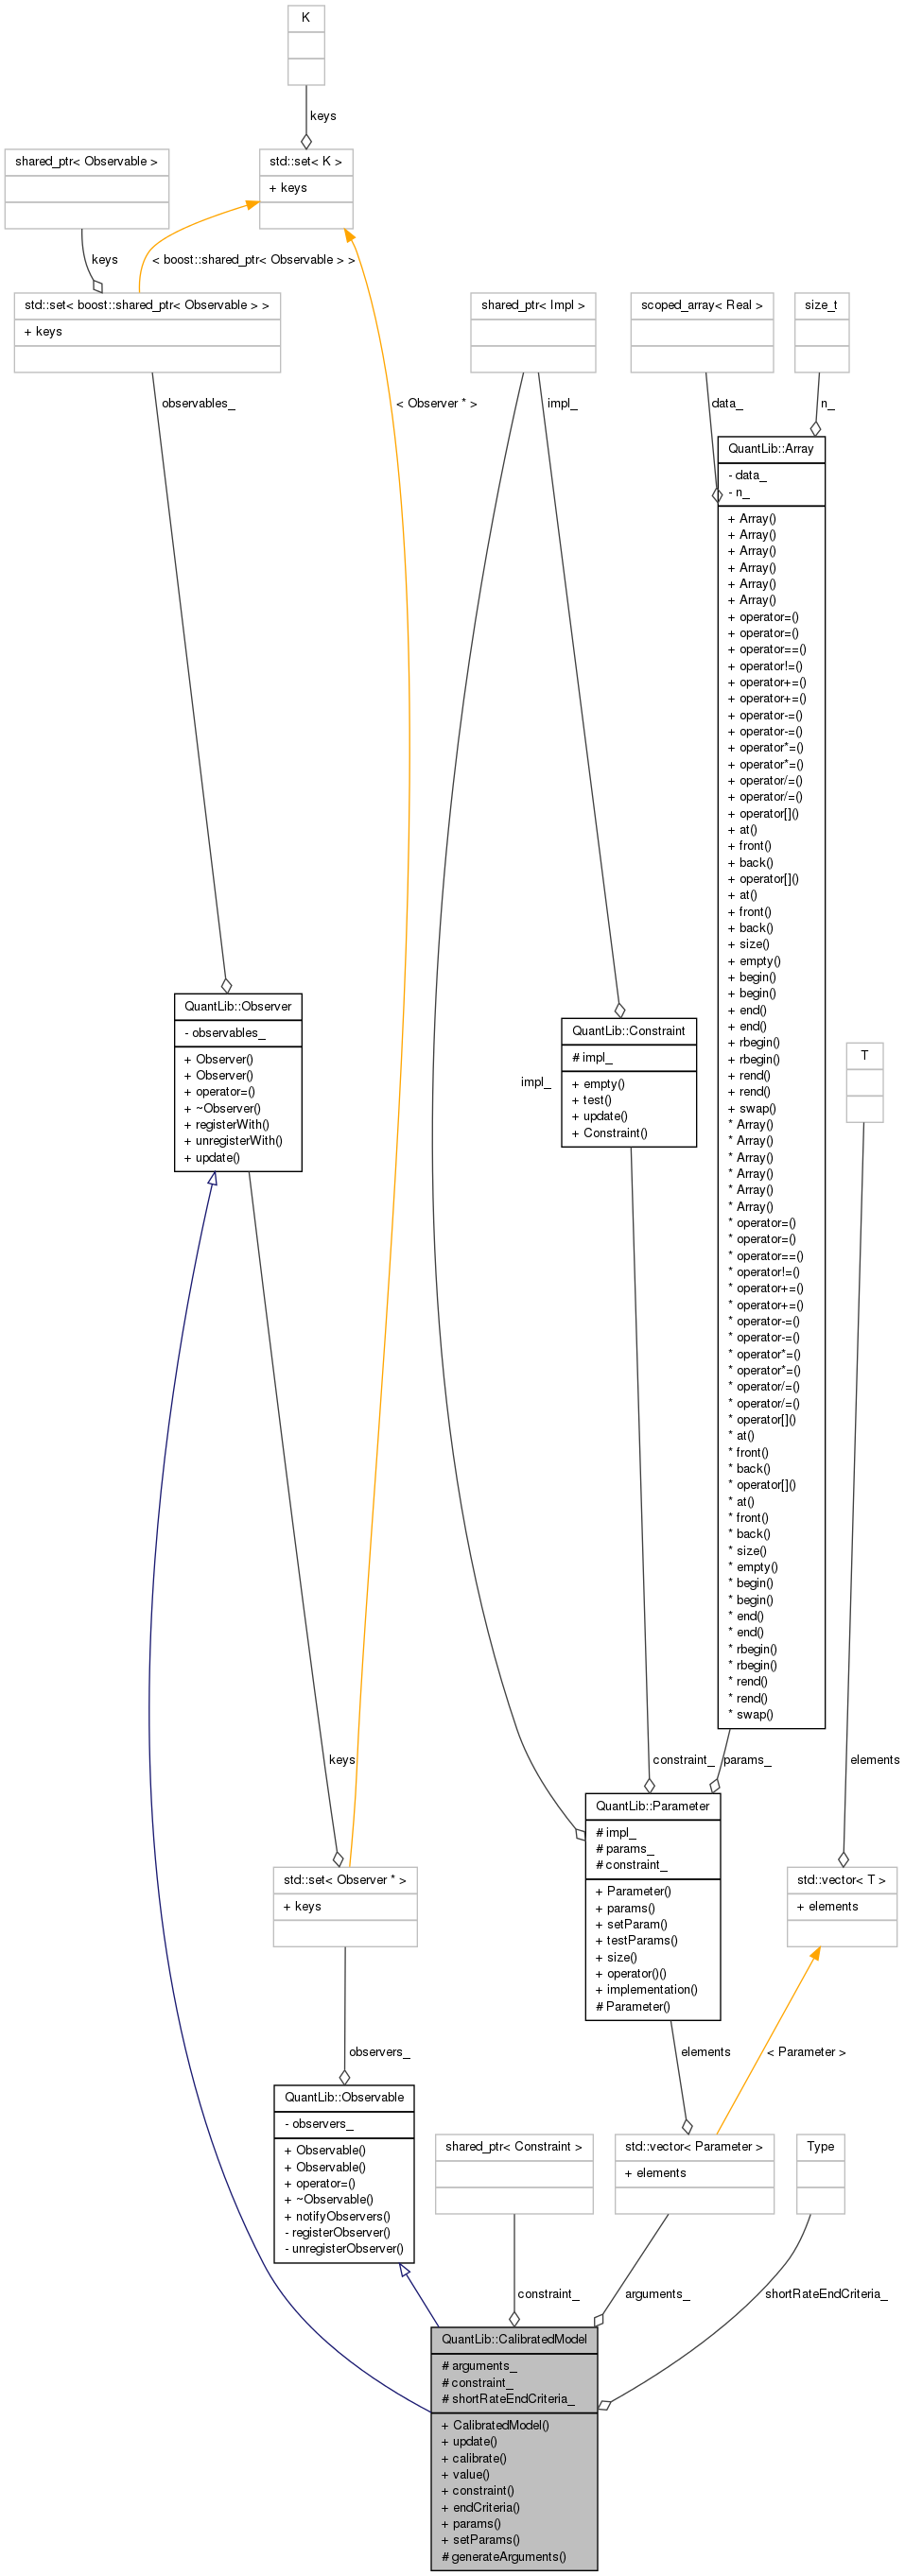 K
keys
shared_ptr< Observable >
std::set< K >
+ keys
keys
< boost::shared_ptr< Observable > >
std::set< boost::shared_ptr< Observable > >
+ keys
shared_ptr< Impl >
scoped_array< Real >
size_t
observables_
< Observer * >
impl_
data_
n_
QuantLib::Array
- data_
- n_
+ Array()
+ Array()
+ Array()
+ Array()
+ Array()
+ Array()
+ operator=()
+ operator=()
+ operator==()
+ operator!=()
+ operator+=()
+ operator+=()
+ operator-=()
+ operator-=()
+ operator*=()
+ operator*=()
+ operator/=()
+ operator/=()
+ operator[]()
+ at()
+ front()
+ back()
+ operator[]()
+ at()
+ front()
+ back()
+ size()
+ empty()
+ begin()
+ begin()
+ end()
+ end()
+ rbegin()
+ rbegin()
+ rend()
+ rend()
+ swap()
* Array()
* Array()
* Array()
* Array()
* Array()
* Array()
* operator=()
* operator=()
* operator==()
* operator!=()
* operator+=()
* operator+=()
* operator-=()
* operator-=()
* operator*=()
* operator*=()
* operator/=()
* operator/=()
* operator[]()
* at()
* front()
* back()
* operator[]()
* at()
* front()
* back()
* size()
* empty()
* begin()
* begin()
* end()
* end()
* rbegin()
* rbegin()
* rend()
* rend()
* swap()
QuantLib::Observer
- observables_
+ Observer()
+ Observer()
+ operator=()
+ ~Observer()
+ registerWith()
+ unregisterWith()
+ update()
impl_
QuantLib::Constraint
# impl_
+ empty()
+ test()
+ update()
+ Constraint()
T
keys
constraint_
params_
elements
QuantLib::Parameter
# impl_
# params_
# constraint_
+ Parameter()
+ params()
+ setParam()
+ testParams()
+ size()
+ operator()()
+ implementation()
# Parameter()
std::set< Observer * >
+ keys
std::vector< T >
+ elements
observers_
elements
< Parameter >
QuantLib::Observable
- observers_
+ Observable()
+ Observable()
+ operator=()
+ ~Observable()
+ notifyObservers()
- registerObserver()
- unregisterObserver()
shared_ptr< Constraint >
std::vector< Parameter >
+ elements
Type
constraint_
arguments_
shortRateEndCriteria_
QuantLib::CalibratedModel
# arguments_
# constraint_
# shortRateEndCriteria_
+ CalibratedModel()
+ update()
+ calibrate()
+ value()
+ constraint()
+ endCriteria()
+ params()
+ setParams()
# generateArguments()